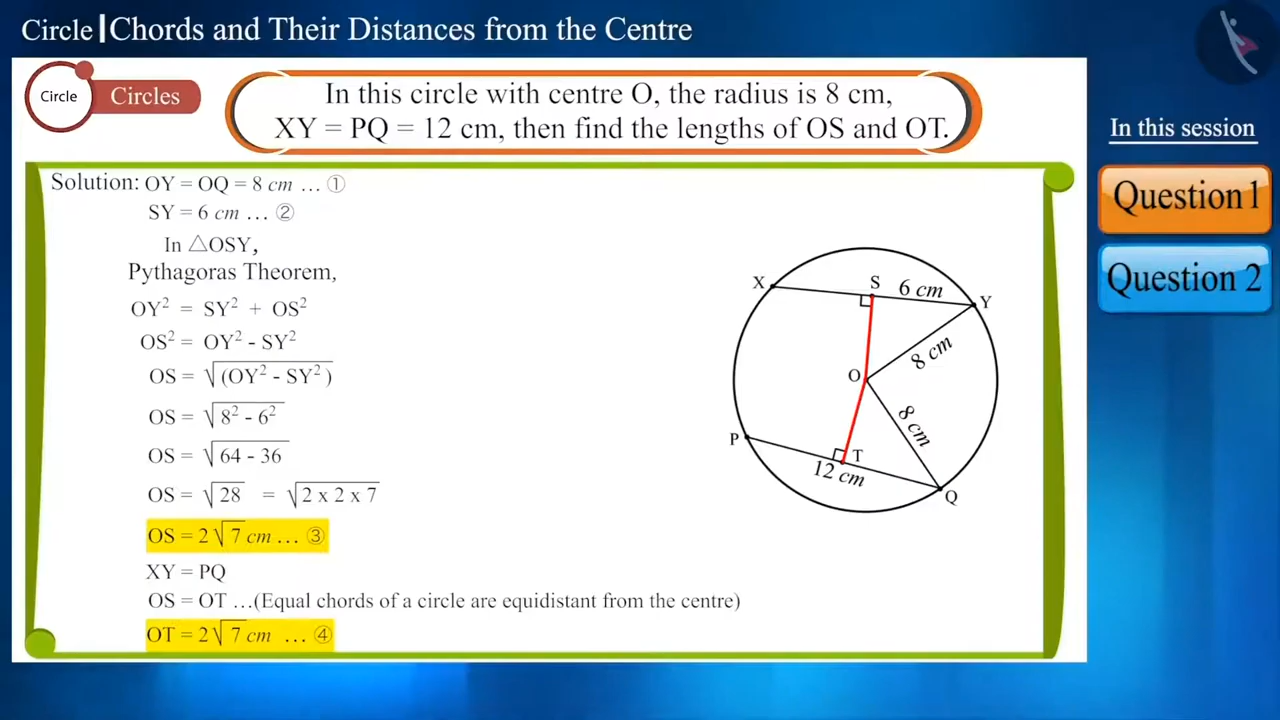 Circle | Chords and Their Distances from the Centre
Circle
Circles
In this circle with centre O, the radius is 8 cm,
XY = PQ = 12 cm, then find the lengths of OS and OT.
In this session
Question 1
Question 2
Solution: OY = OQ = 8 cm … ①
SY = 6 cm … ②
In △OSY,
Pythagoras Theorem,
OY² = SY² + OS²
OS² = OY² - SY²
OS = √(OY² - SY²)
OS = √8² - 6²
OS = √64 - 36
OS = √28 = √2 x 2 x 7
OS = 2√7 cm … ③
XY = PQ
OS = OT …(Equal chords of a circle are equidistant from the centre)
OT = 2√7 cm … ④
X
S
6 cm
Y
8 cm
O
8 cm
P
T
12 cm
Q